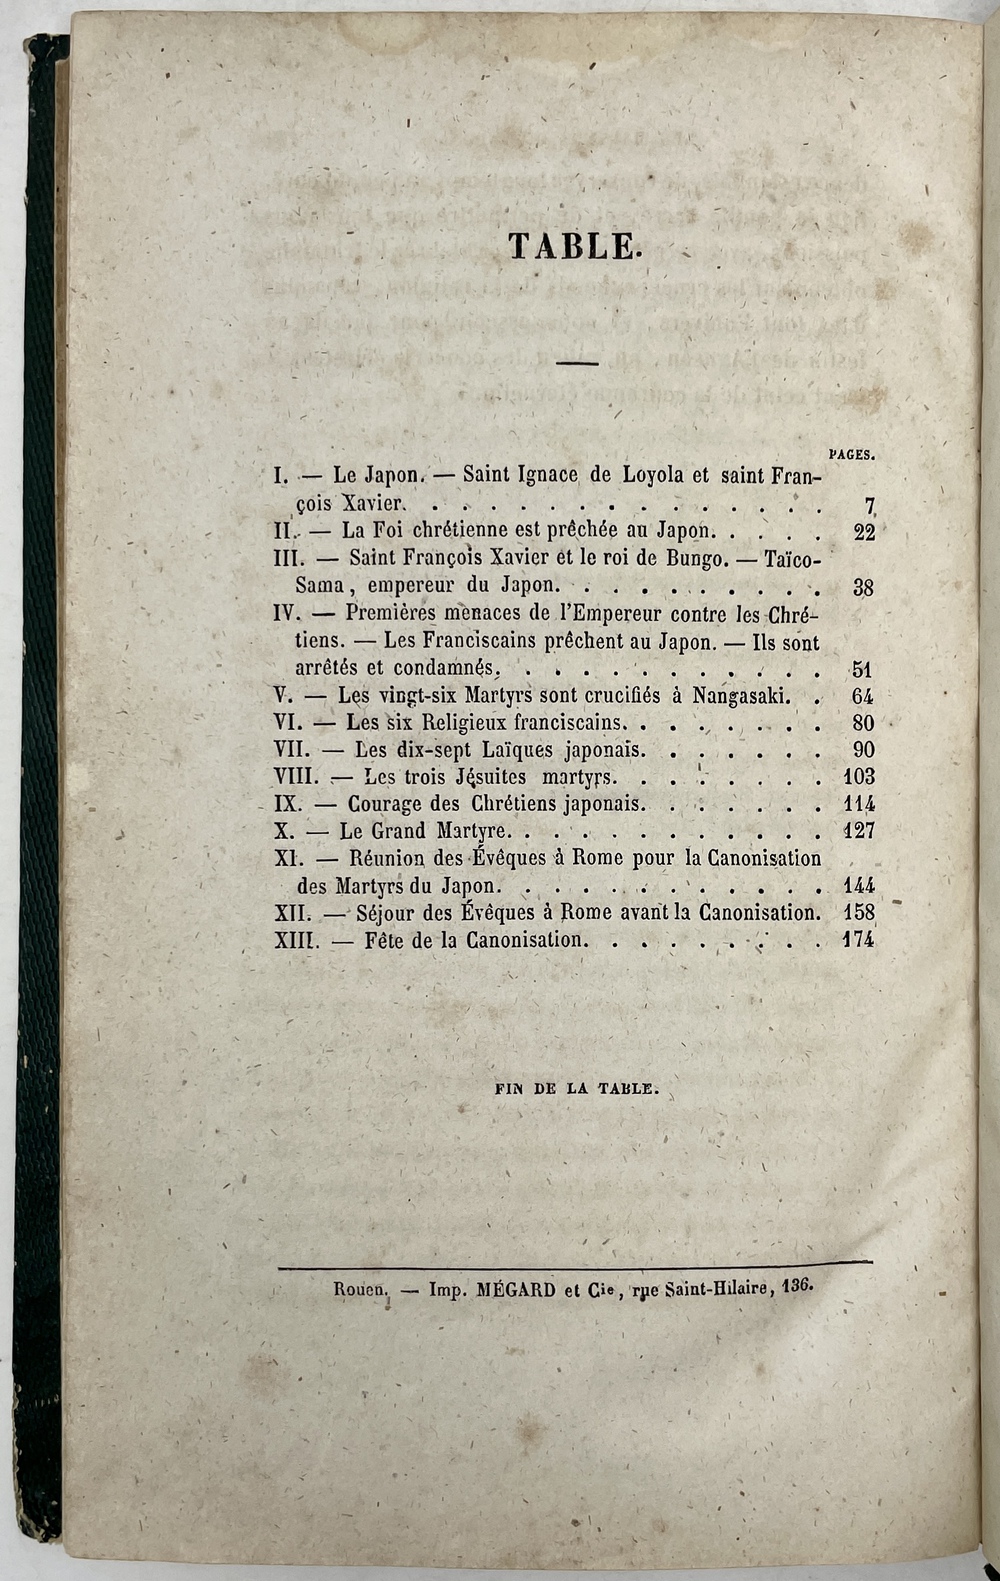 TABLE.
PAGES.
I. — Le Japon. — Saint Ignace de Loyola et saint Fran-
çois Xavier. . . . . . . . . . . . . . . . 7
II. — La Foi chrétienne est prêchée au Japon. . . . . 22
III. — Saint François Xavier et le roi de Bungo. — Taïco-
Sama, empereur du Japon. . . . . . . . . . 38
IV. — Premières menaces de l'Empereur contre les Chré-
tiens. — Les Franciscains prêchent au Japon. — Ils sont
arrêtés et condamnés. . . . . . . . . . . . 51
V. — Les vingt-six Martyrs sont crucifiés à Nangasaki. . 64
VI. — Les six Religieux franciscains. . . . . . . . 80
VII. — Les dix-sept Laïques japonais. . . . . . . 90
VIII. — Les trois Jésuites martyrs. . . . . . . . 103
IX. — Courage des Chrétiens japonais. . . . . . . 114
X. — Le Grand Martyre. . . . . . . . . . . . 127
XI. — Réunion des Évêques à Rome pour la Canonisation
des Martyrs du Japon. . . . . . . . . . . . 144
XII. — Séjour des Évêques à Rome avant la Canonisation. 158
XIII. — Fête de la Canonisation. . . . . . . . . 174
FIN DE LA TABLE.
Rouen. — Imp. MÉGARD et Cie, rue Saint-Hilaire, 136.